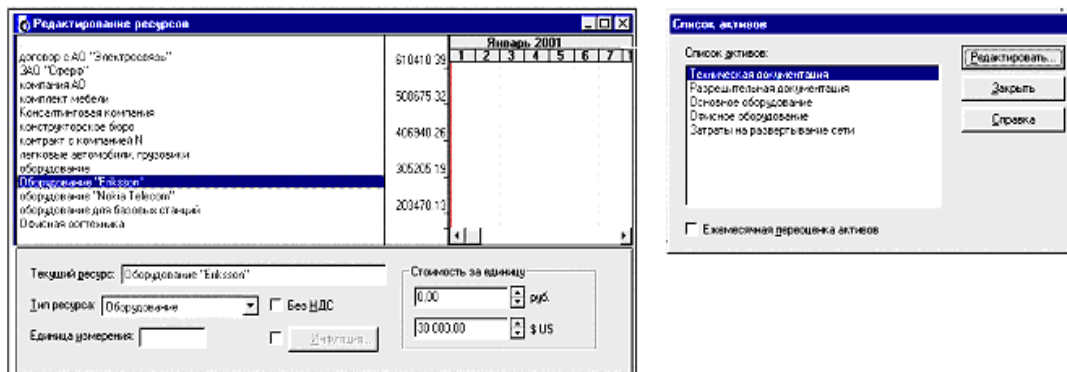 Редактирование ресурсов
Январь 2001
1 2 3 4 5 6 7 1
договор с АО "Электросвязь"
ЗАО "Сфера"
компания АО
комплект мебели
Консалтинговая компания
конструкторское бюро
контракт с компанией N
легковые автомобили, грузовики
оборудование
Оборудование "Eriksson"
оборудование "Nokia Telecom"
оборудование для базовых станций
Офисная оргтехника
610410.39
508675.32
406940.26
305205.19
203470.13
Текущий ресурс: Оборудование "Eriksson"
Тип ресурса: Оборудование
Без НДС
Единица измерения:
Инфляция...
Стоимость за единицу
0,00 руб.
30 000.00 $ US
Список активов
Список активов:
Техническая документация
Разрешительная документация
Основное оборудование
Офисное оборудование
Затраты на развертывание сети
Редактировать...
Закрыть
Справка
Ежемесячная переоценка активов